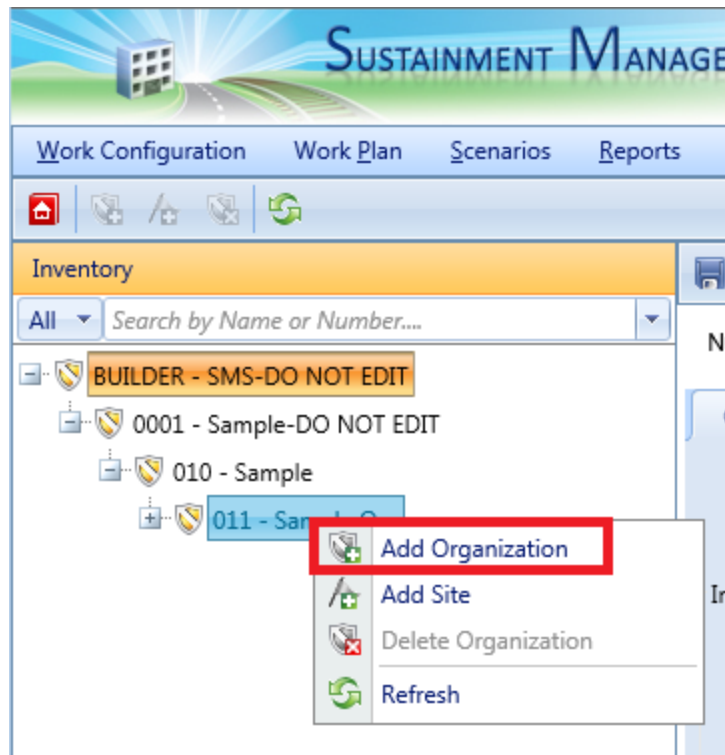 SUSTAINMENT MANAGE
Work Configuration Work Plan Scenarios Reports
Inventory
All Search by Name or Number....
N
BUILDER - SMS-DO NOT EDIT
0001 - Sample-DO NOT EDIT
010 - Sample
011 -
Add Organization
Add Site
In
Delete Organization
Refresh